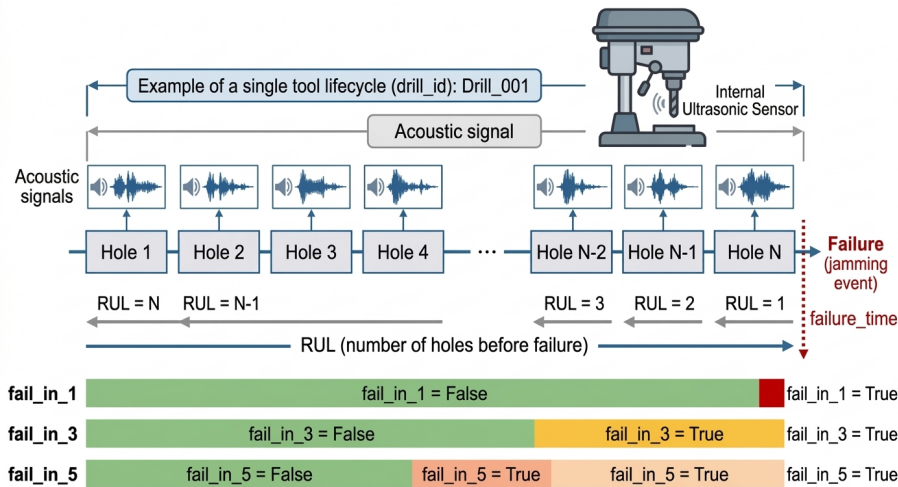 Example of a single tool lifecycle (drill_id): Drill_001
Internal
Ultrasonic Sensor
Acoustic signal
Acoustic
signals
Hole 1
Hole 2
Hole 3
Hole 4
...
Hole N-2
Hole N-1
Hole N
Failure
(jamming
event)
RUL = N
RUL = N-1
RUL = 3
RUL = 2
RUL = 1
failure_time
RUL (number of holes before failure)
fail_in_1
fail_in_1 = False
fail_in_1 = True
fail_in_3
fail_in_3 = False
fail_in_3 = True
fail_in_3 = True
fail_in_5
fail_in_5 = False
fail_in_5 = True
fail_in_5 = True
fail_in_5 = True